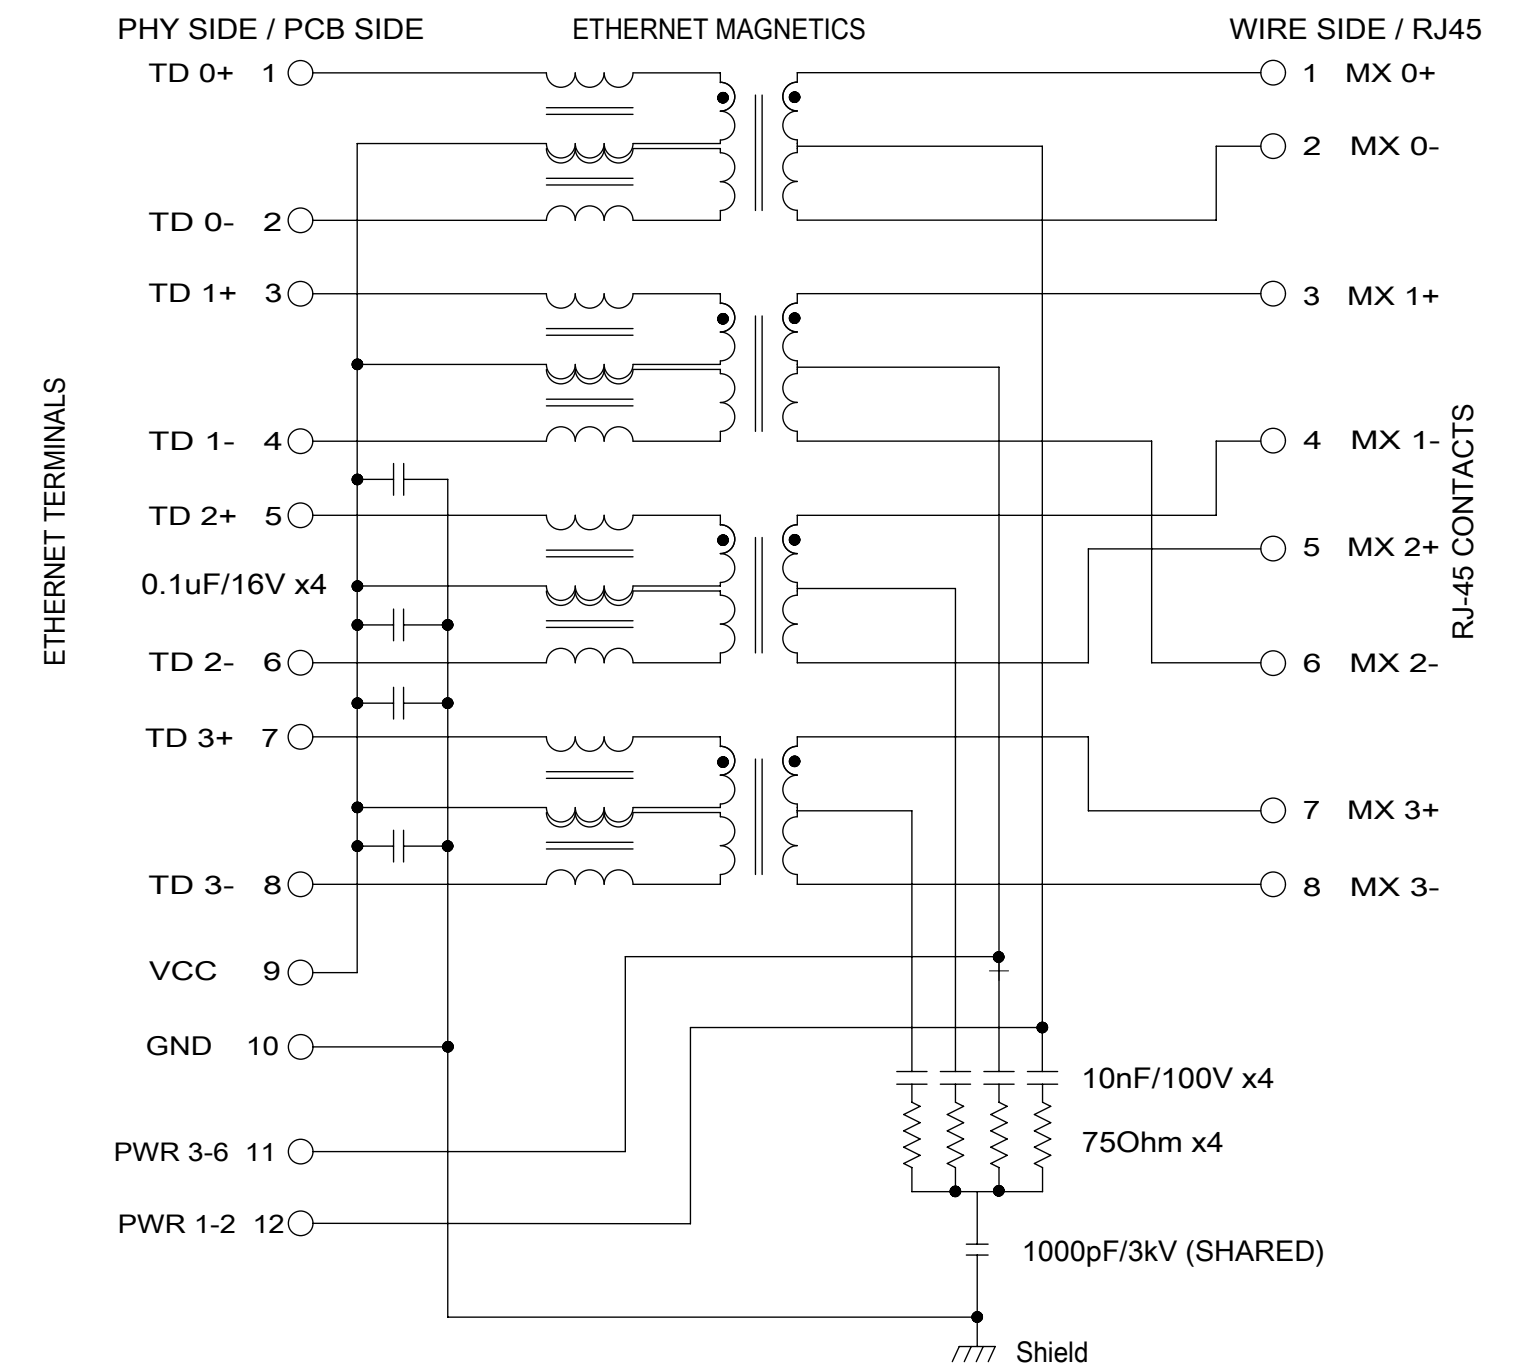 PHY SIDE / PCB SIDE
ETHERNET MAGNETICS
WIRE SIDE / RJ45
TD 0+ 1
1 MX 0+
2 MX 0-
TD 0- 2
TD 1+ 3
3 MX 1+
ETHERNET TERMINALS
RJ-45 CONTACTS
TD 1- 4
4 MX 1-
TD 2+ 5
5 MX 2+
0.1uF/16V x4
TD 2- 6
6 MX 2-
TD 3+ 7
7 MX 3+
TD 3- 8
8 MX 3-
VCC 9
GND 10
10nF/100V x4
75Ohm x4
PWR 3-6 11
PWR 1-2 12
1000pF/3kV (SHARED)
Shield